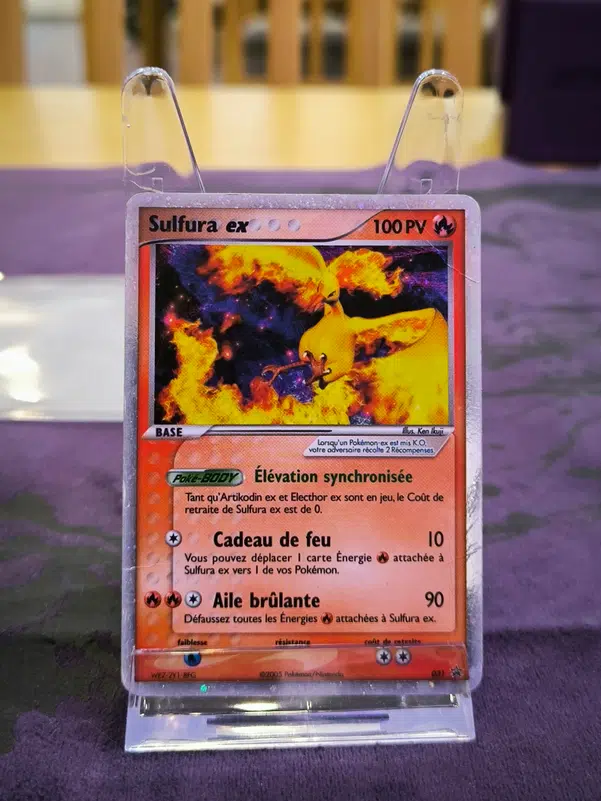 Sulfura ex
100 PV
BASE
Illus. Ken Ikuji
Lorsqu'un Pokémon-ex est mis K.O.
votre adversaire récolte 2 Récompenses.
Poké-BODY Élévation synchronisée
Tant qu'Artikodin ex et Electhor ex sont en jeu, le Coût de
retraite de Sulfura ex est de 0.
Cadeau de feu 10
Vous pouvez déplacer 1 carte Énergie attachée à
Sulfura ex vers 1 de vos Pokémon.
Aile brûlante 90
Défaussez toutes les Énergies attachées à Sulfura ex.
faiblesse résistance coût de retraite
©2005 Pokémon/Nintendo
031